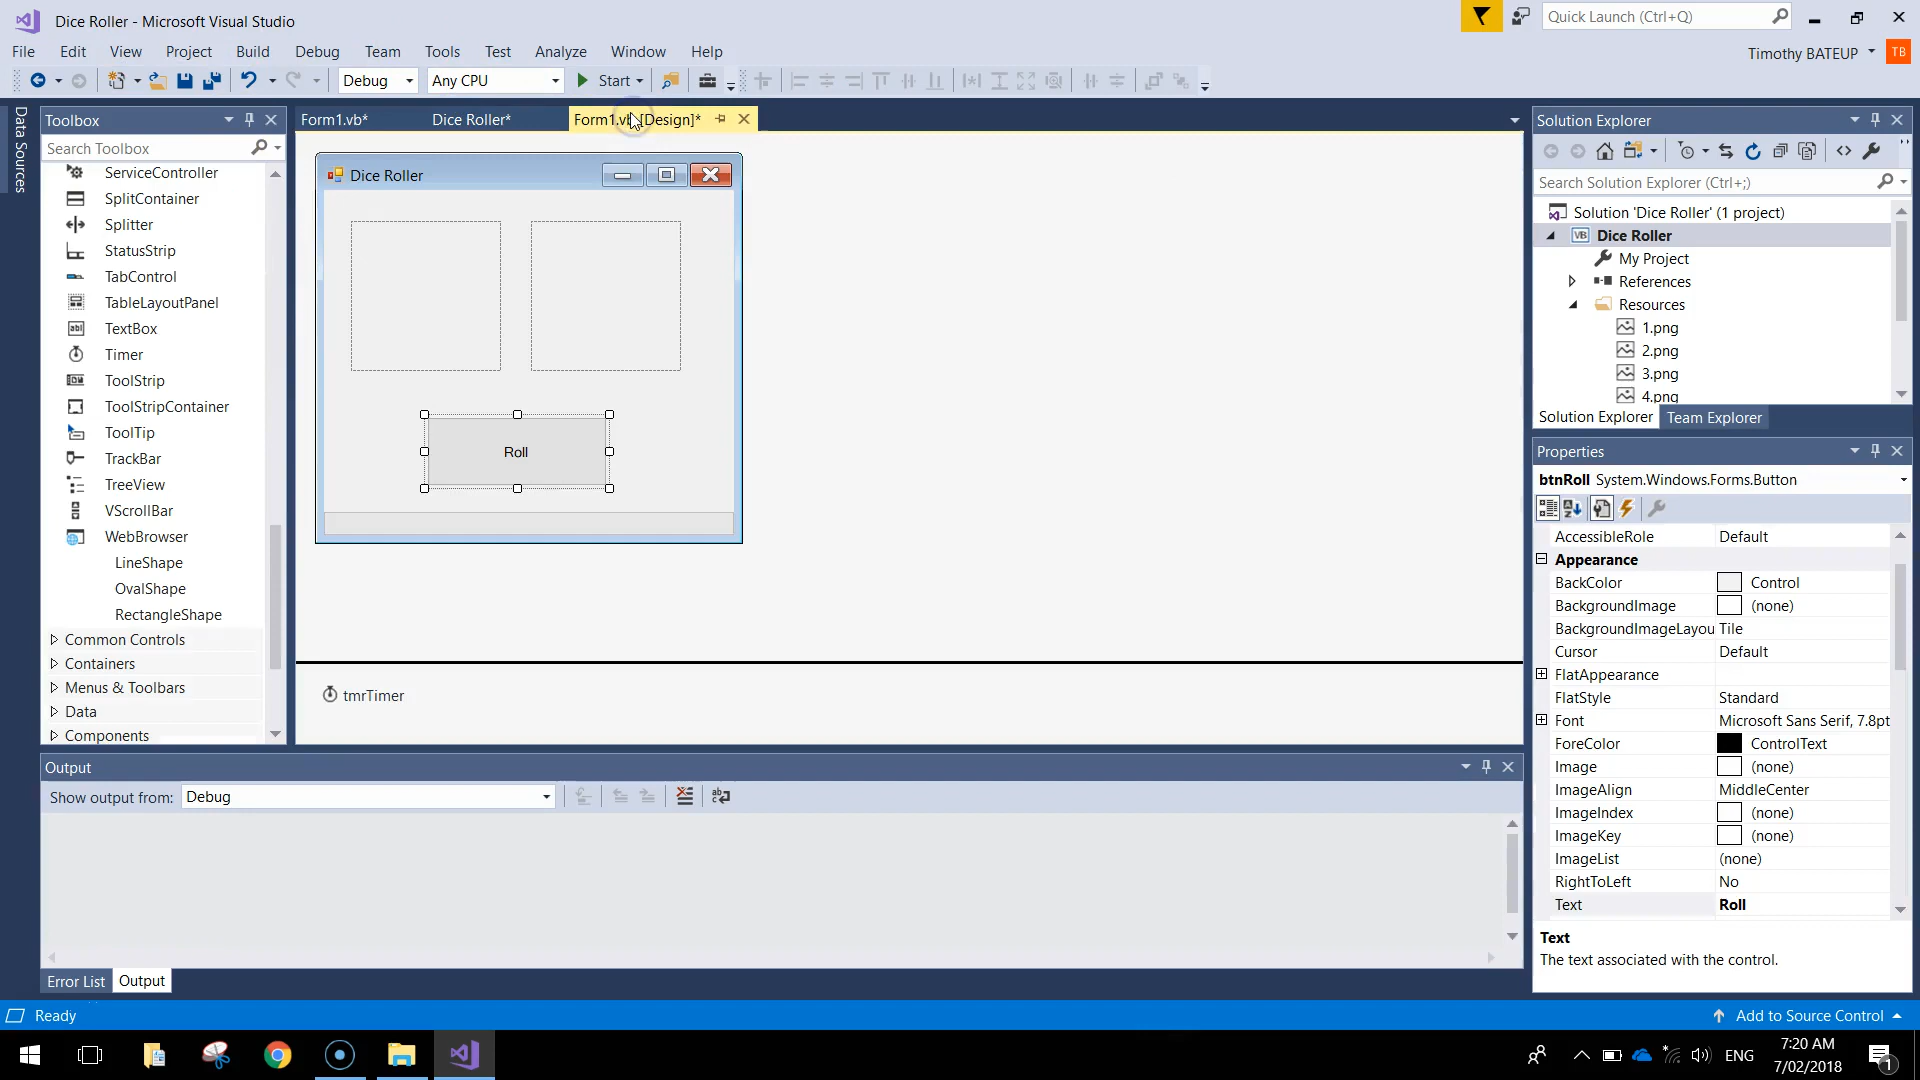 Dice Roller - Microsoft Visual Studio
Quick Launch (Ctrl+Q)
File Edit View Project Build Debug Team Tools Test Analyze Window Help
Timothy BATEUP
TB
Debug Any CPU Start
Data Sources
Toolbox
Search Toolbox
ServiceController
SplitContainer
Splitter
StatusStrip
TabControl
TableLayoutPanel
TextBox
Timer
ToolStrip
ToolStripContainer
ToolTip
TrackBar
TreeView
VScrollBar
WebBrowser
LineShape
OvalShape
RectangleShape
Common Controls
Containers
Menus & Toolbars
Data
Components
Form1.vb* Dice Roller* Form1.vb [Design]*
Dice Roller
Roll
tmrTimer
Solution Explorer
Search Solution Explorer (Ctrl+;)
Solution 'Dice Roller' (1 project)
VB Dice Roller
My Project
References
Resources
1.png
2.png
3.png
4.png
Solution Explorer Team Explorer
Properties
btnRoll System.Windows.Forms.Button
AccessibleRole Default
Appearance
BackColor Control
BackgroundImage (none)
BackgroundImageLayou Tile
Cursor Default
FlatAppearance
FlatStyle Standard
Font Microsoft Sans Serif, 7.8pt
ForeColor ControlText
Image (none)
ImageAlign MiddleCenter
ImageIndex (none)
ImageKey (none)
ImageList (none)
RightToLeft No
Text Roll
Text
The text associated with the control.
Output
Show output from: Debug
Error List Output
Ready
Add to Source Control
ENG
7:20 AM
7/02/2018
1